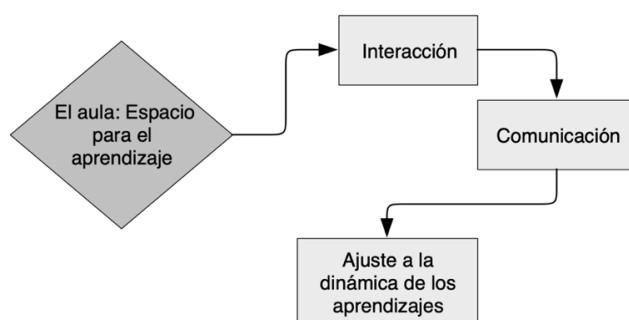 Interacción
El aula: Espacio
para el
aprendizaje
Comunicación
Ajuste a la
dinámica de los
aprendizajes